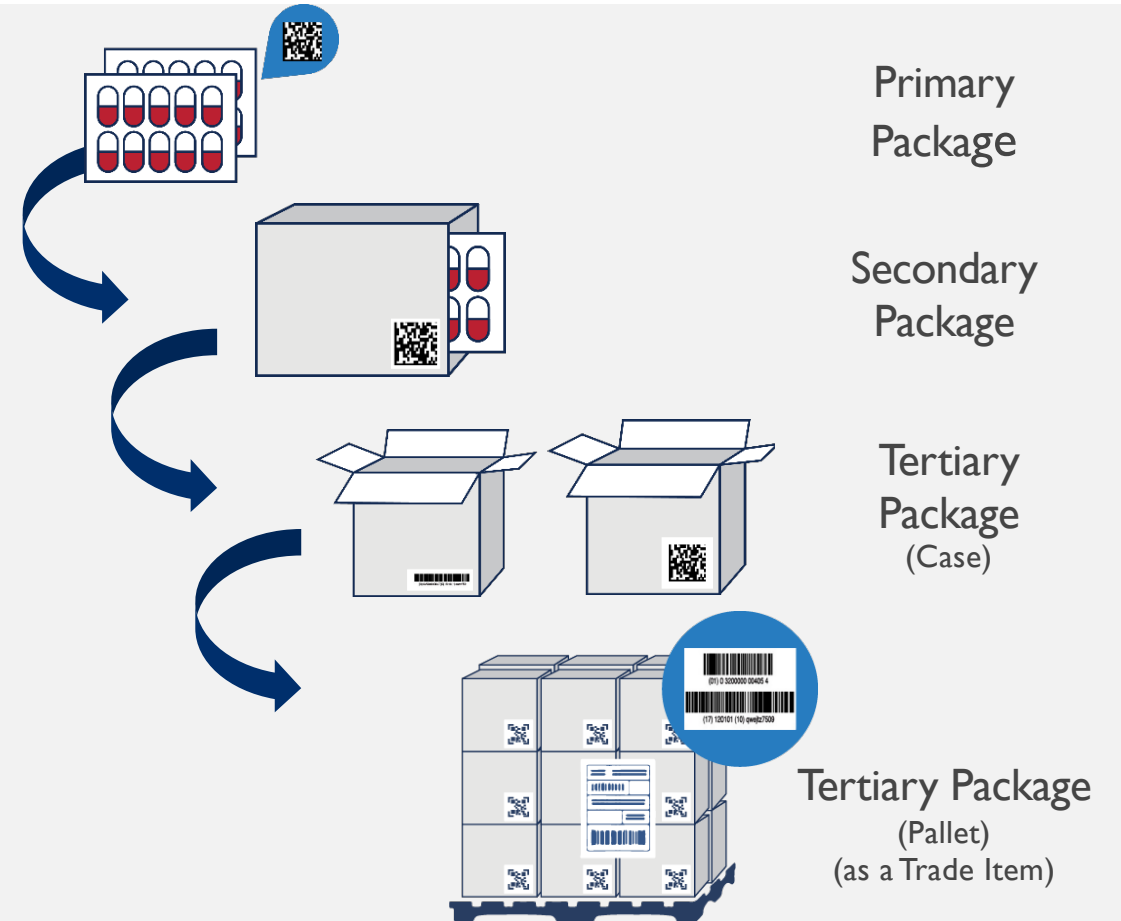 Primary
Package
Secondary
Package
Tertiary
Package
(Case)
(01) 0 3200000 00405 4
(17) 120101 (10) qwejtz7509
Tertiary Package
(Pallet)
(as a Trade Item)